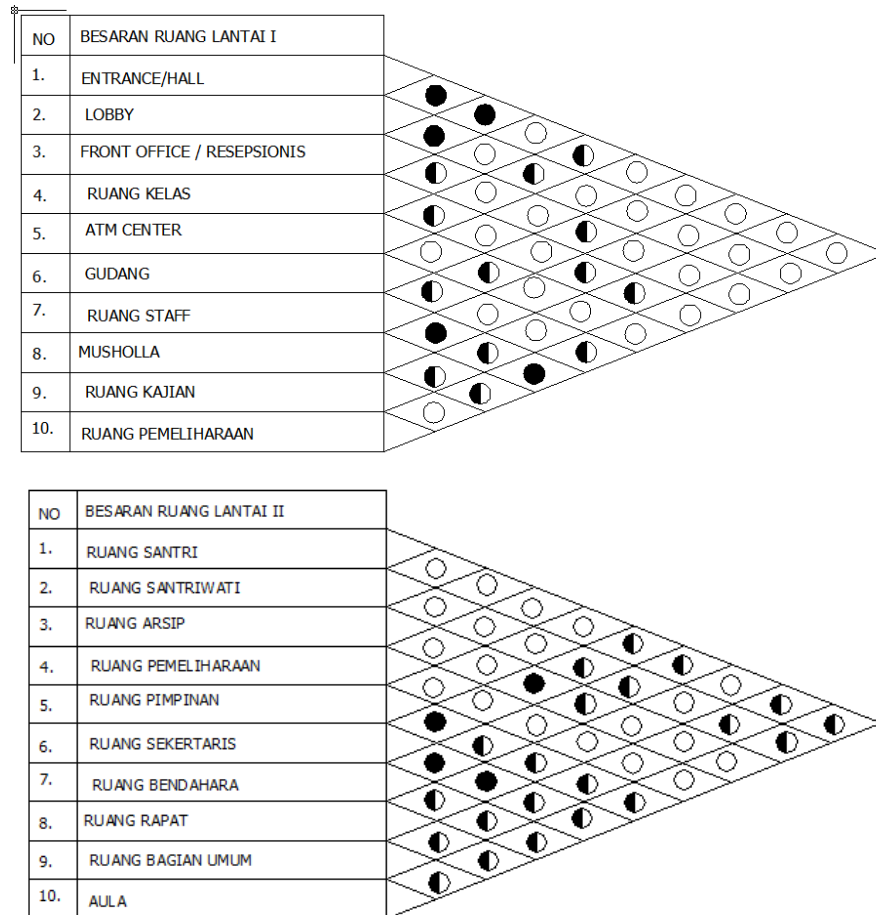 NO BESARAN RUANG LANTAI I
1. ENTRANCE/HALL
2. LOBBY
3. FRONT OFFICE / RESEPSIONIS
4. RUANG KELAS
5. ATM CENTER
6. GUDANG
7. RUANG STAFF
8. MUSHOLLA
9. RUANG KAJIAN
10. RUANG PEMELIHARAAN
NO BESARAN RUANG LANTAI II
1. RUANG SANTRI
2. RUANG SANTRIWATI
3. RUANG ARSIP
4. RUANG PEMELIHARAAN
5. RUANG PIMPINAN
6. RUANG SEKERTARIS
7. RUANG BENDAHARA
8. RUANG RAPAT
9. RUANG BAGIAN UMUM
10. AULA